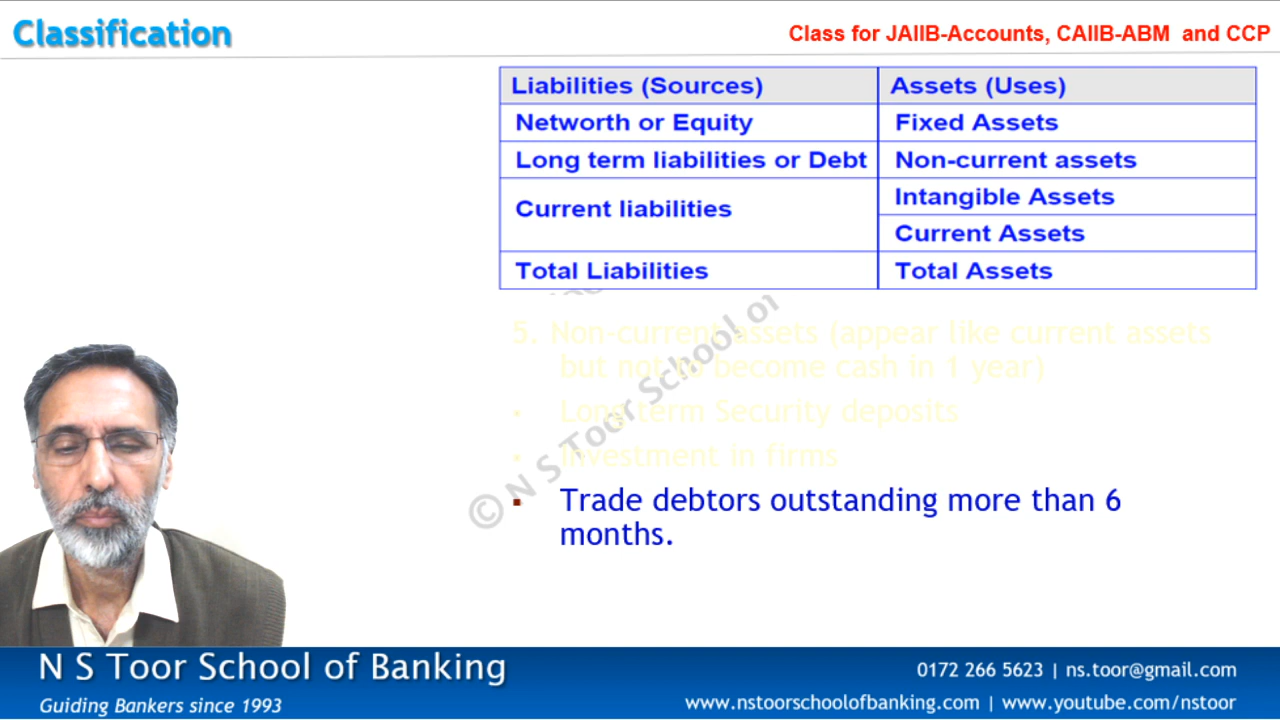 Classification
Class for JAIIB-Accounts, CAIIB-ABM and CCP
Liabilities (Sources) Assets (Uses)
Networth or Equity Fixed Assets
Long term liabilities or Debt Non-current assets
Current liabilities Intangible Assets
Current Assets
Total Liabilities Total Assets
5. Non-current assets (appear like current assets
but not to become cash in 1 year)
• Long term Security deposits
• Investment in firms
▪ Trade debtors outstanding more than 6
months.
© N S Toor School of
N S Toor School of Banking
Guiding Bankers since 1993
0172 266 5623 | ns.toor@gmail.com
www.nstoorschoolofbanking.com | www.youtube.com/nstoor